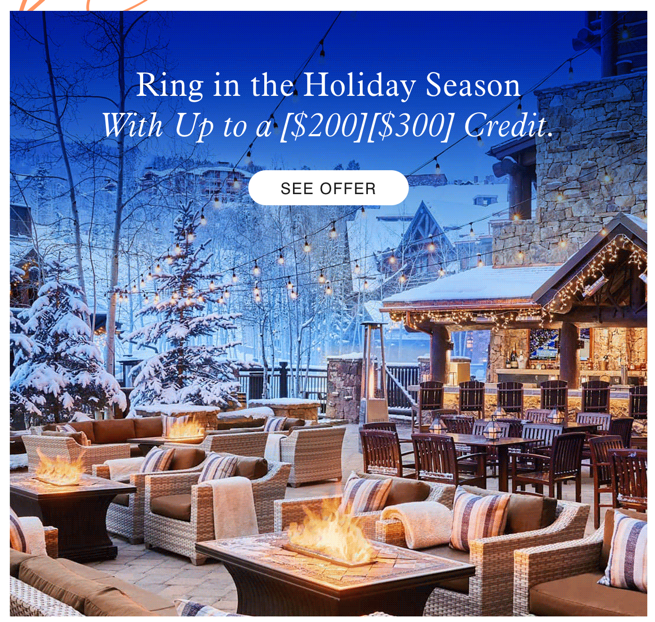 Ring in the Holiday Season
With Up to a [$200][$300] Credit.
SEE OFFER